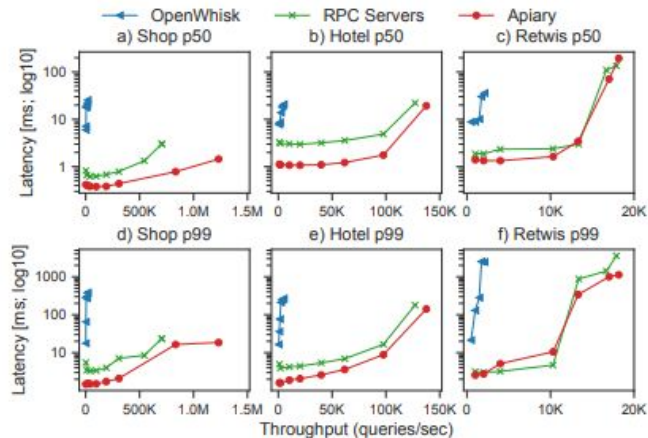 OpenWhisk RPC Servers Apiary
a) Shop p50 b) Hotel p50 c) Retwis p50
Latency [ms; log10]
100
10
1
0 500K 1.0M 1.5M
0 50K 100K 150K
0 10K 20K
d) Shop p99 e) Hotel p99 f) Retwis p99
Latency [ms; log10]
1000
100
10
0 500K 1.0M 1.5M
0 50K 100K 150K
0 10K 20K
Throughput (queries/sec)